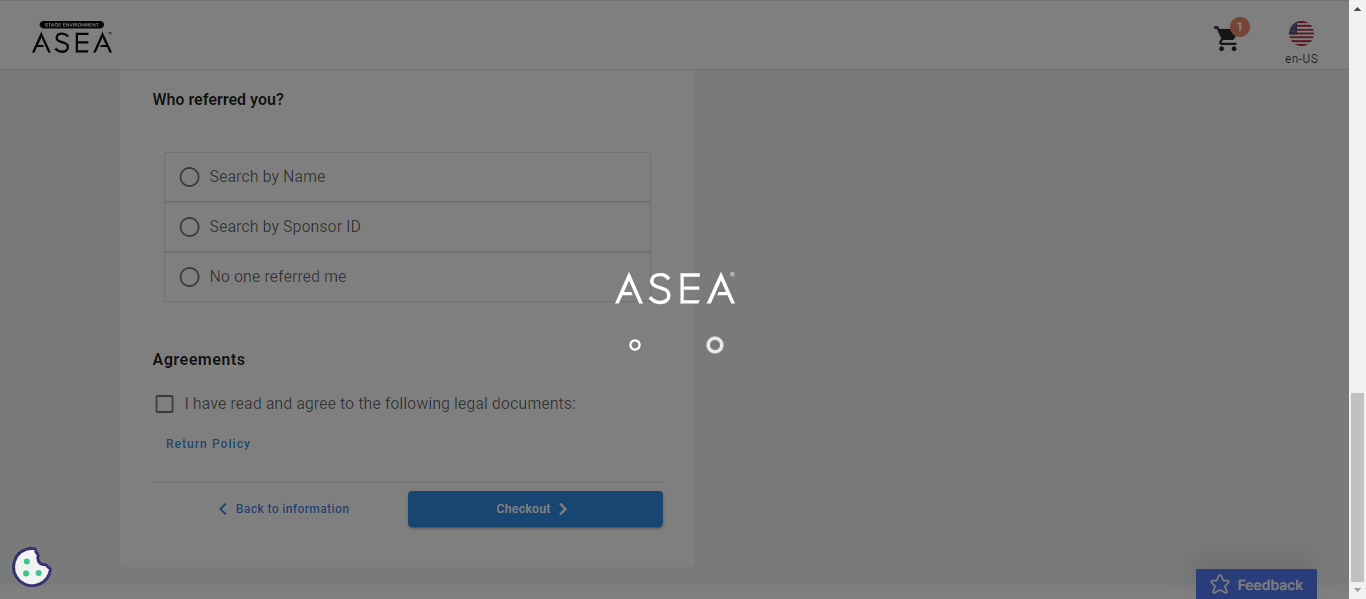 STAGE ENVIRONMENT
ASEA
1
en-US
Who referred you?
Search by Name
Search by Sponsor ID
No one referred me
ASEA®
Agreements
I have read and agree to the following legal documents:
Return Policy
Back to information
Checkout
Feedback